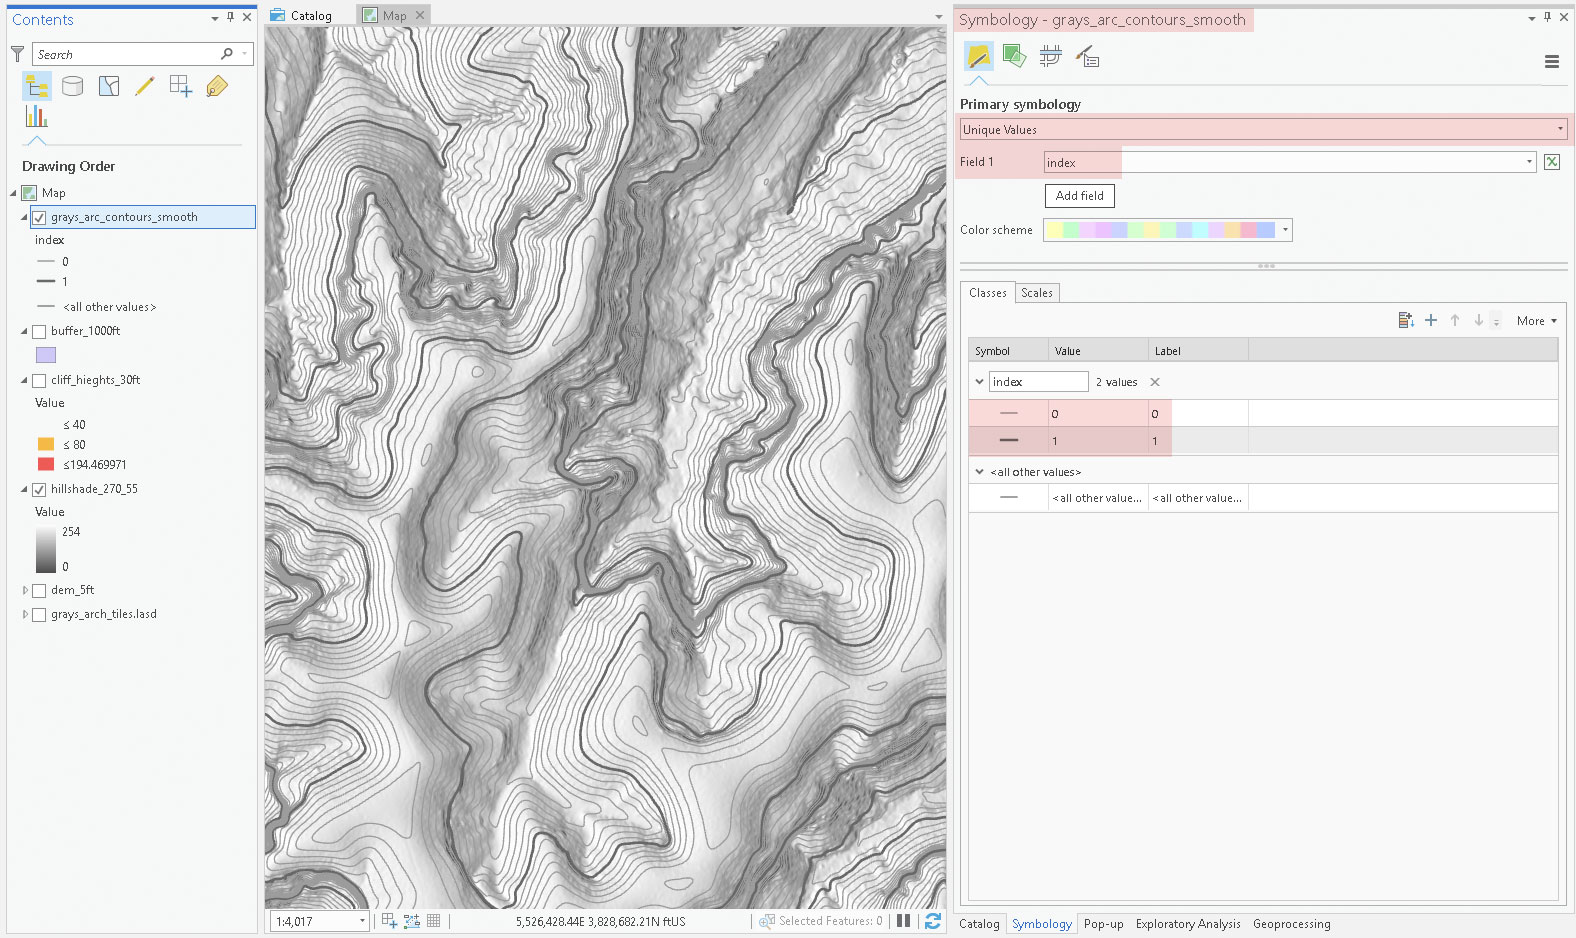 Contents
Search
Drawing Order
Map
grays_arc_contours_smooth
index
0
1
<all other values>
buffer_1000ft
cliff_hieghts_30ft
Value
≤ 40
≤ 80
≤194.469971
hillshade_270_55
Value
254
0
dem_5ft
grays_arch_tiles.lasd
Catalog
Map
1:4,017
5,526,428.44E 3,828,682.21N ftUS
Selected Features: 0
Symbology - grays_arc_contours_smooth
Primary symbology
Unique Values
Field 1
index
Add field
Color scheme
Classes
Scales
More
Symbol
Value
Label
index
2 values
0
0
1
1
<all other values>
<all other value...
<all other value...
Catalog
Symbology
Pop-up
Exploratory Analysis
Geoprocessing